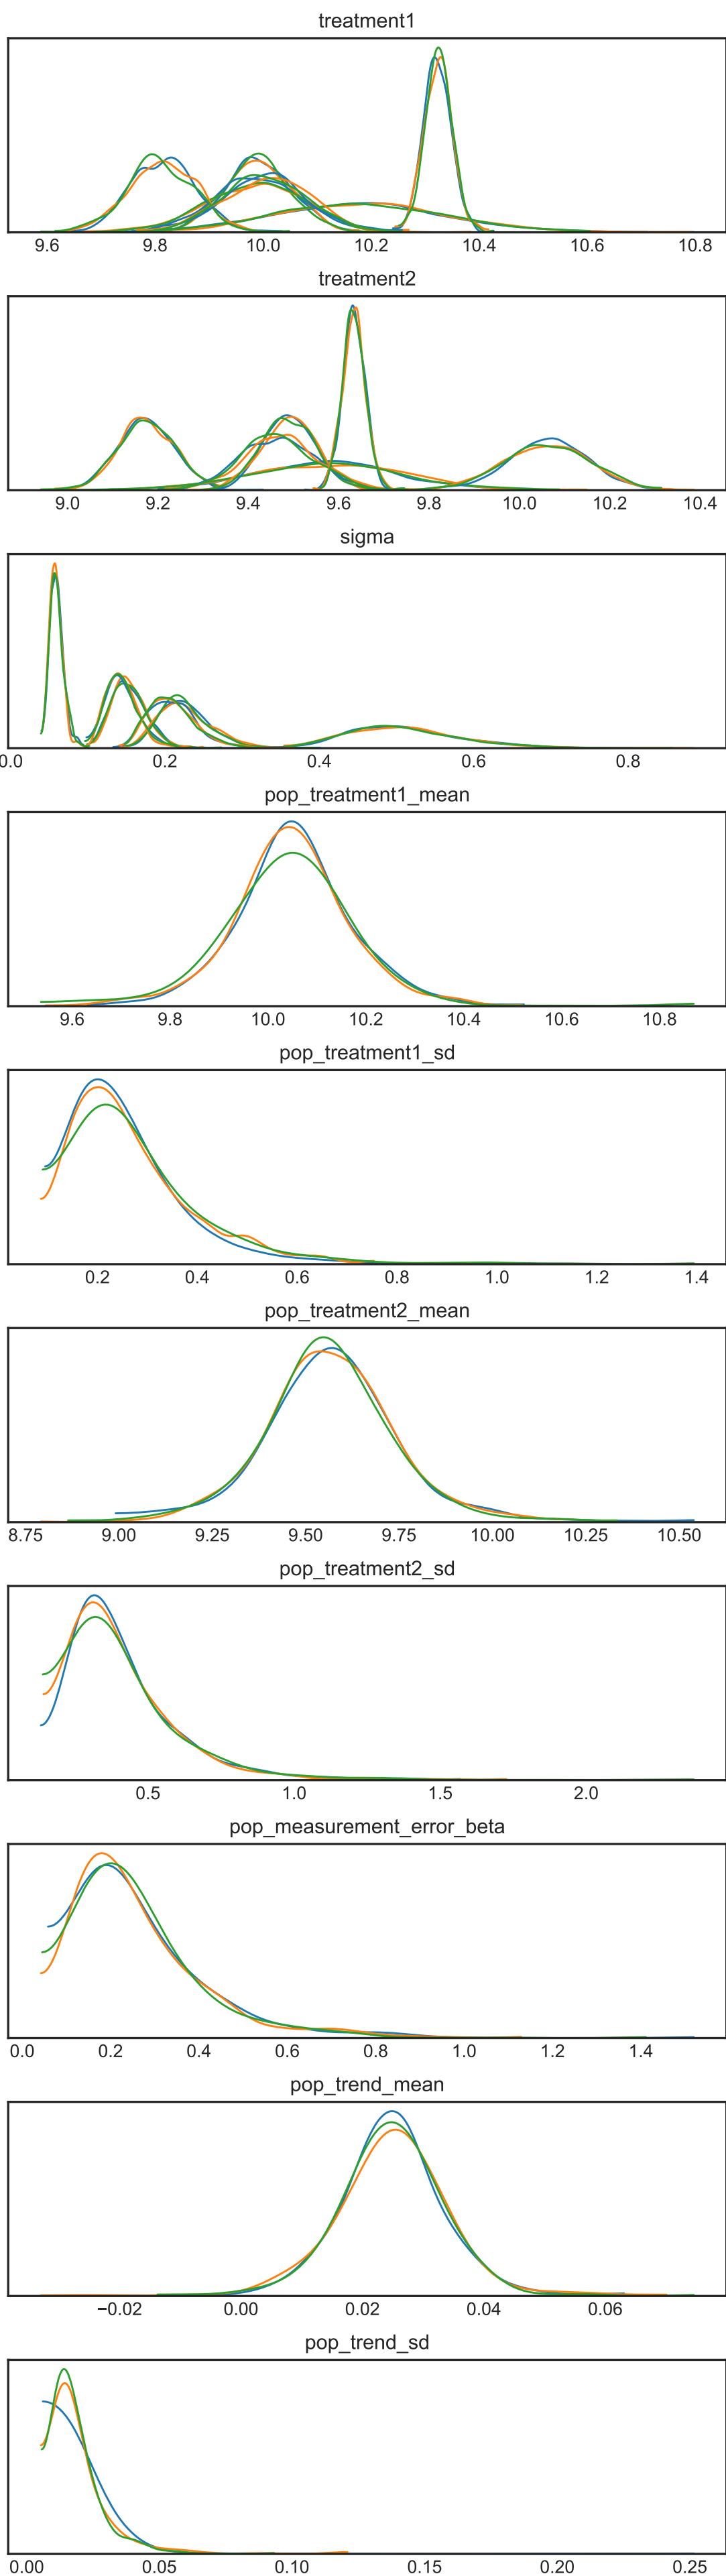 treatment1
9.6 9.8 10.0 10.2 10.4 10.6 10.8
treatment2
9.0 9.2 9.4 9.6 9.8 10.0 10.2 10.4
sigma
0.0 0.2 0.4 0.6 0.8
pop_treatment1_mean
9.6 9.8 10.0 10.2 10.4 10.6 10.8
pop_treatment1_sd
0.2 0.4 0.6 0.8 1.0 1.2 1.4
pop_treatment2_mean
8.75 9.00 9.25 9.50 9.75 10.00 10.25 10.50
pop_treatment2_sd
0.5 1.0 1.5 2.0
pop_measurement_error_beta
0.0 0.2 0.4 0.6 0.8 1.0 1.2 1.4
pop_trend_mean
−0.02 0.00 0.02 0.04 0.06
pop_trend_sd
0.00 0.05 0.10 0.15 0.20 0.25